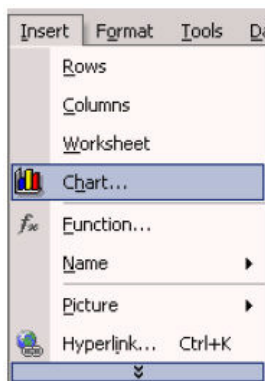 Insert Format Tools
Rows
Columns
Worksheet
Chart...
Function...
Name
Picture
Hyperlink... Ctrl+K